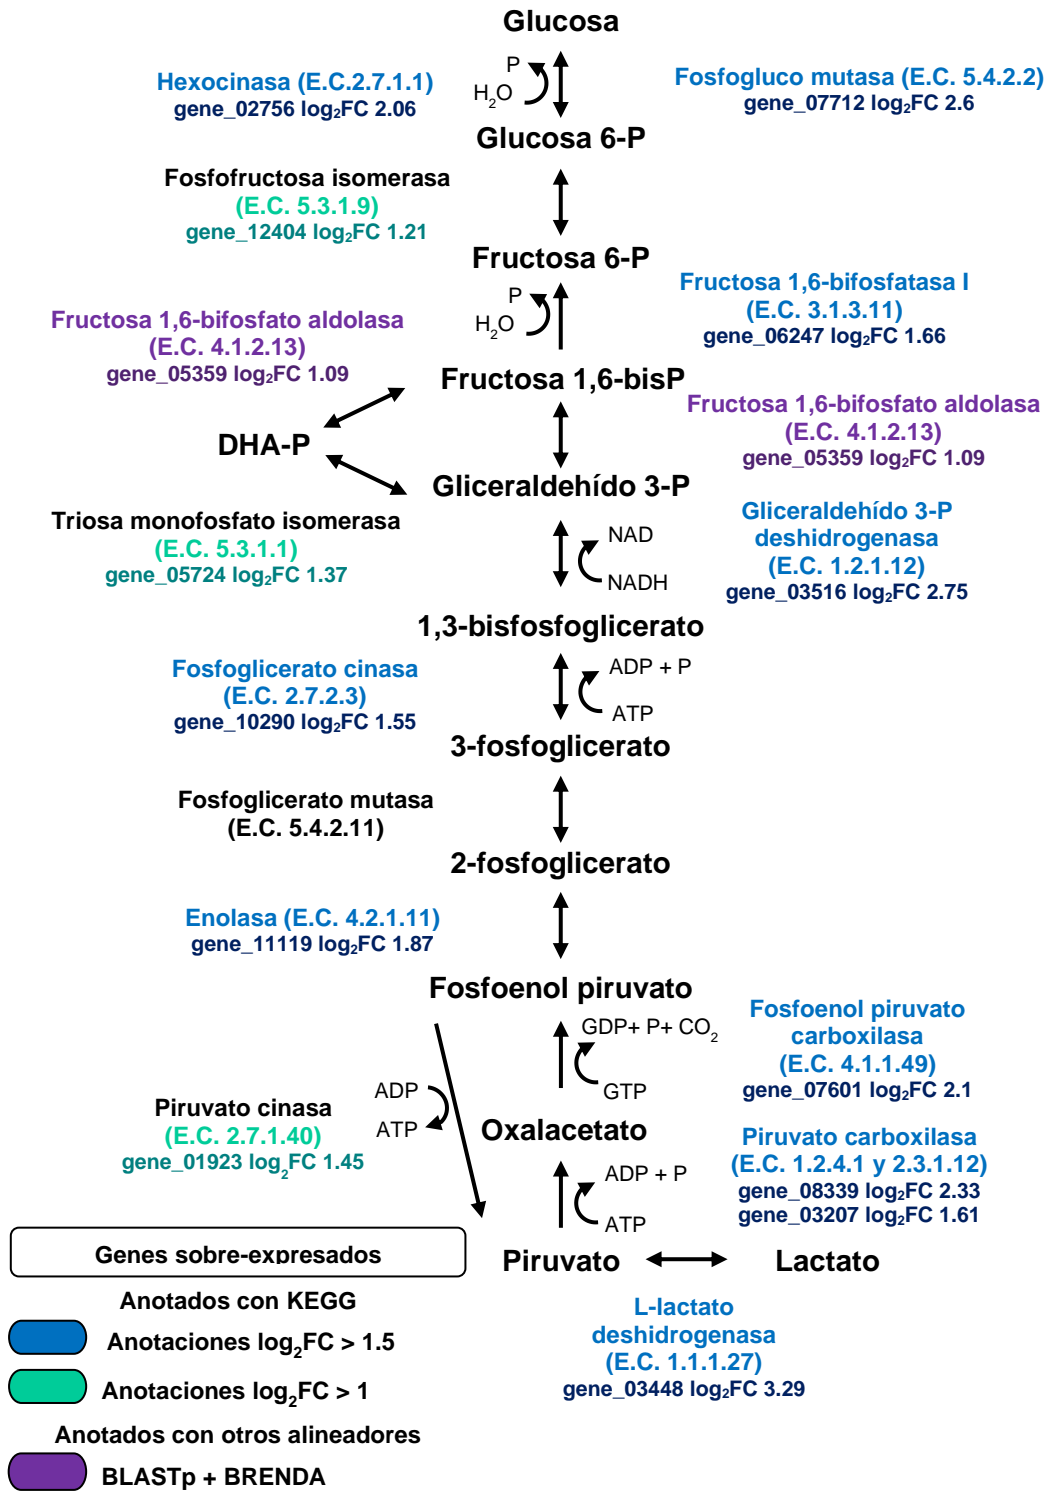 Glucosa
Hexocinasa (E.C.2.7.1.1)
gene_02756 log₂FC 2.06
P
H₂O
Fosfogluco mutasa (E.C. 5.4.2.2)
gene_07712 log₂FC 2.6
Glucosa 6-P
Fosfofructosa isomerasa
(E.C. 5.3.1.9)
gene_12404 log₂FC 1.21
Fructosa 6-P
P
H₂O
Fructosa 1,6-bifosfatasa I
(E.C. 3.1.3.11)
gene_06247 log₂FC 1.66
Fructosa 1,6-bifosfato aldolasa
(E.C. 4.1.2.13)
gene_05359 log₂FC 1.09
Fructosa 1,6-bisP
Fructosa 1,6-bifosfato aldolasa
(E.C. 4.1.2.13)
gene_05359 log₂FC 1.09
DHA-P
Gliceraldehído 3-P
Triosa monofosfato isomerasa
(E.C. 5.3.1.1)
gene_05724 log₂FC 1.37
NAD
NADH
Gliceraldehído 3-P
deshidrogenasa
(E.C. 1.2.1.12)
gene_03516 log₂FC 2.75
1,3-bisfosfoglicerato
Fosfoglicerato cinasa
(E.C. 2.7.2.3)
gene_10290 log₂FC 1.55
ADP + P
ATP
3-fosfoglicerato
Fosfoglicerato mutasa
(E.C. 5.4.2.11)
2-fosfoglicerato
Enolasa (E.C. 4.2.1.11)
gene_11119 log₂FC 1.87
Fosfoenol piruvato
GDP+ P+ CO₂
GTP
Fosfoenol piruvato
carboxilasa
(E.C. 4.1.1.49)
gene_07601 log₂FC 2.1
ADP
ATP
Piruvato cinasa
(E.C. 2.7.1.40)
gene_01923 log₂FC 1.45
Oxalacetato
ADP + P
ATP
Piruvato carboxilasa
(E.C. 1.2.4.1 y 2.3.1.12)
gene_08339 log₂FC 2.33
gene_03207 log₂FC 1.61
Piruvato
Lactato
L-lactato
deshidrogenasa
(E.C. 1.1.1.27)
gene_03448 log₂FC 3.29
Genes sobre-expresados
Anotados con KEGG
Anotaciones log₂FC > 1.5
Anotaciones log₂FC > 1
Anotados con otros alineadores
BLASTp + BRENDA